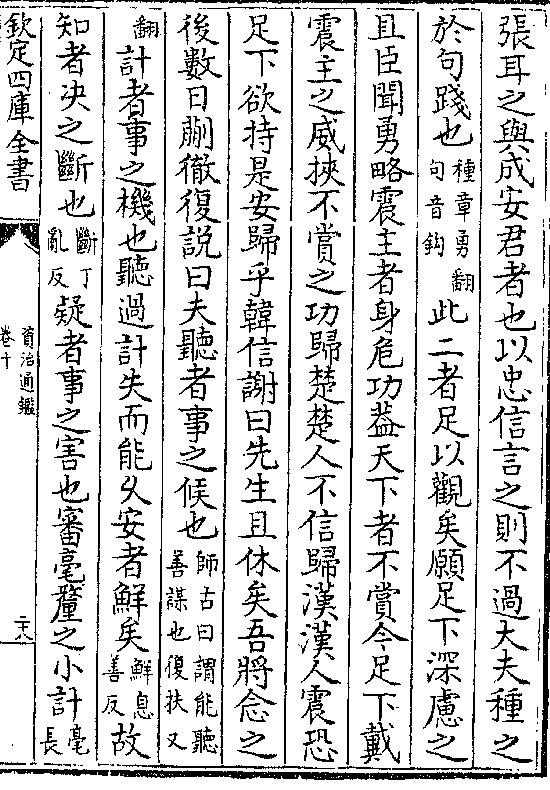 張耳之與成安君者也以忠信言之則不過大夫種之
於句踐也種章勇翻句音鉤此二者足以觀矣願足下深慮之
且臣聞勇略震主者身危功葢天下者不賞今足下戴
震主之威挾不賞之功歸楚楚人不信歸漢漢人震恐
足下欲持是安歸乎韓信謝曰先生且休矣吾將念之
後數日蒯徹復説曰夫聽者事之候也師古曰謂能聽善謀也復扶又
翻計者事之機也聽過計失而能乆安者鮮矣鮮息善反故
知者决之斷也斷丁亂反疑者事之害也審毫釐之小計毫長
欽定四庫全書
資治通鑑
卷十
二十八